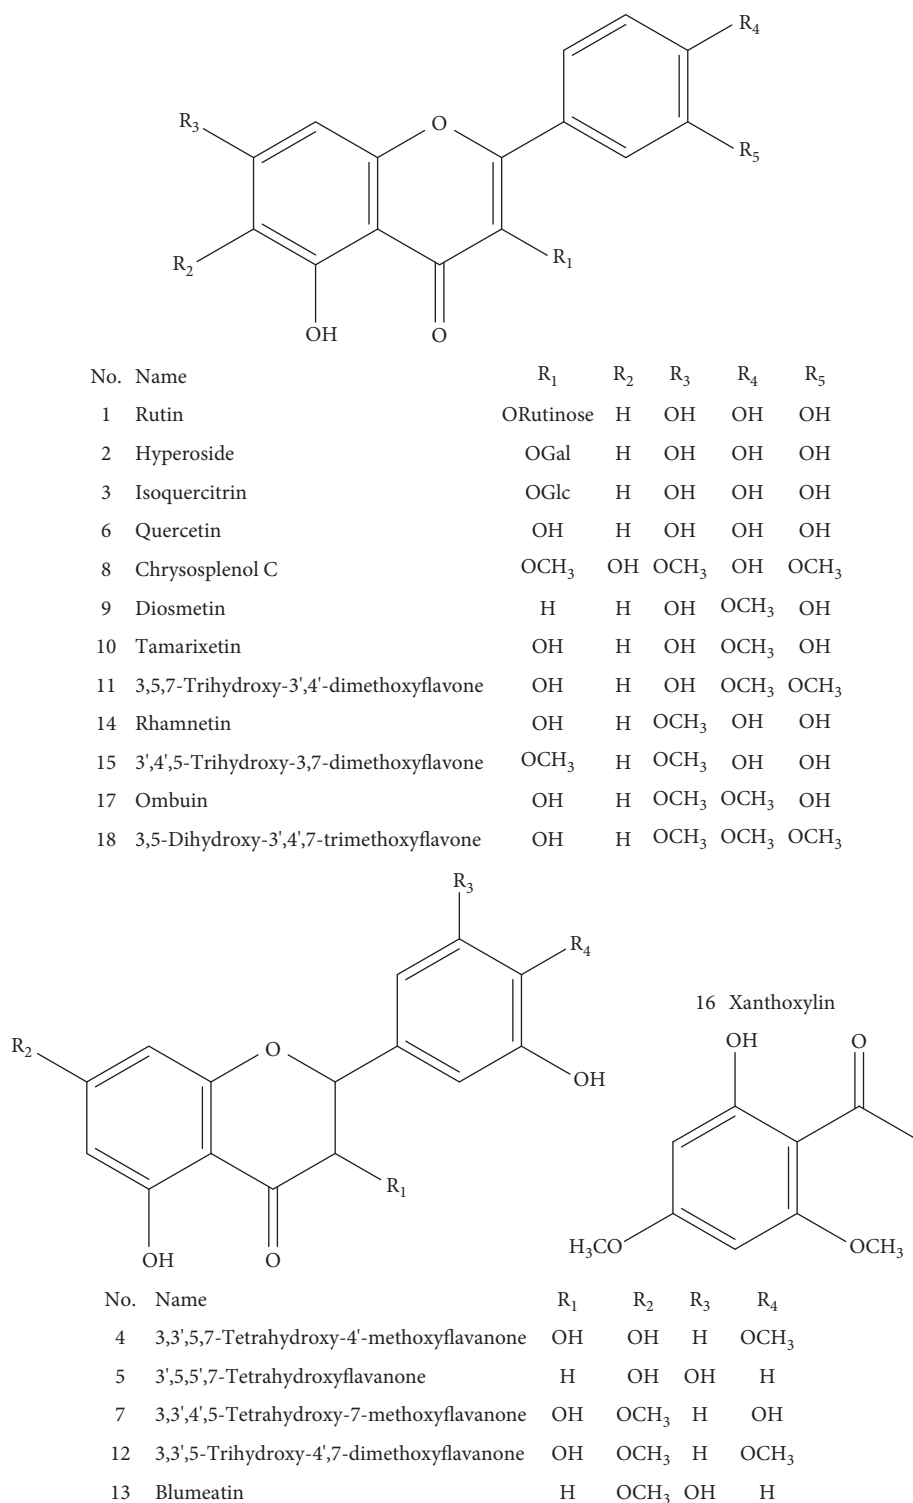 R4
O
R3
R5
R2
R1
OH
O
No. Name R1 R2 R3 R4 R5
1 Rutin ORutinose H OH OH OH
2 Hyperoside OGal H OH OH OH
3 Isoquercitrin OGlc H OH OH OH
6 Quercetin OH H OH OH OH
8 Chrysosplenol C OCH3 OH OCH3 OH OCH3
9 Diosmetin H H OH OCH3 OH
10 Tamarixetin OH H OH OCH3 OH
11 3,5,7-Trihydroxy-3',4'-dimethoxyflavone OH H OH OCH3 OCH3
14 Rhamnetin OH H OCH3 OH OH
15 3',4',5-Trihydroxy-3,7-dimethoxyflavone OCH3 H OCH3 OH OH
17 Ombuin OH H OCH3 OCH3 OH
18 3,5-Dihydroxy-3',4',7-trimethoxyflavone OH H OCH3 OCH3 OCH3
R3
R4
R2
O
OH
R1
OH
O
16 Xanthoxylin
OH
O
H3CO
OCH3
No. Name R1 R2 R3 R4
4 3,3',5,7-Tetrahydroxy-4'-methoxyflavanone OH OH H OCH3
5 3',5,5',7-Tetrahydroxyflavanone H OH OH H
7 3,3',4',5-Tetrahydroxy-7-methoxyflavanone OH OCH3 H OH
12 3,3',5-Trihydroxy-4',7-dimethoxyflavanone OH OCH3 H OCH3
13 Blumeatin H OCH3 OH H